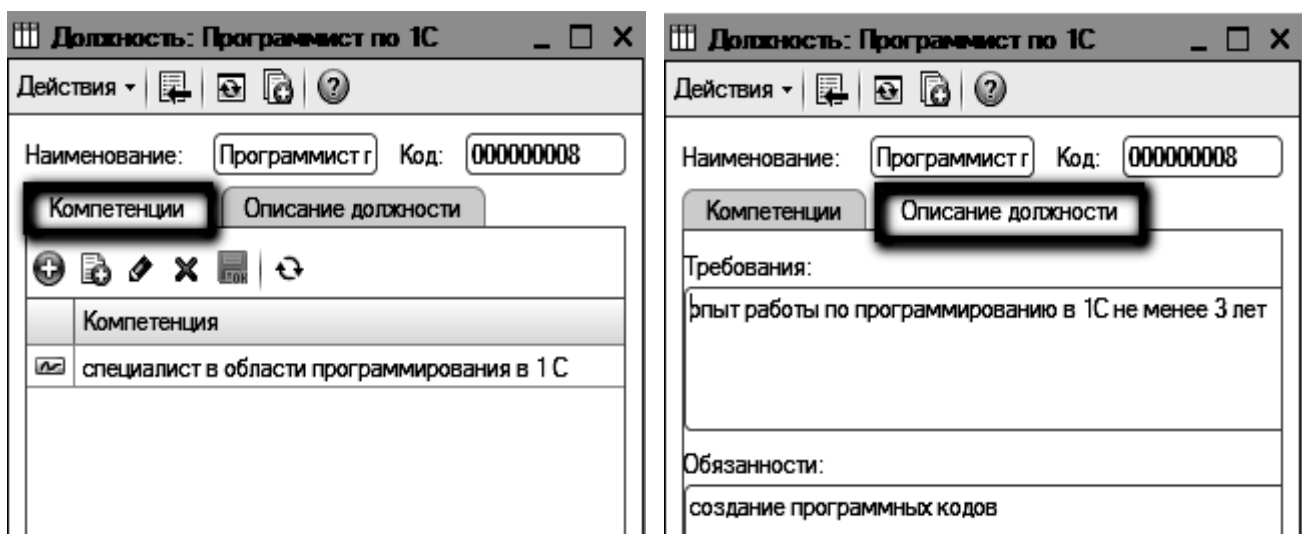 Должность: Программист по 1С
Действия
Наименование: Программист г Код: 000000008
Компетенции Описание должности
Компетенция
специалист в области программирования в 1 С
Должность: Программист по 1С
Действия
Наименование: Программист г Код: 000000008
Компетенции Описание должности
Требования:
опыт работы по программированию в 1С не менее 3 лет
Обязанности:
создание программных кодов